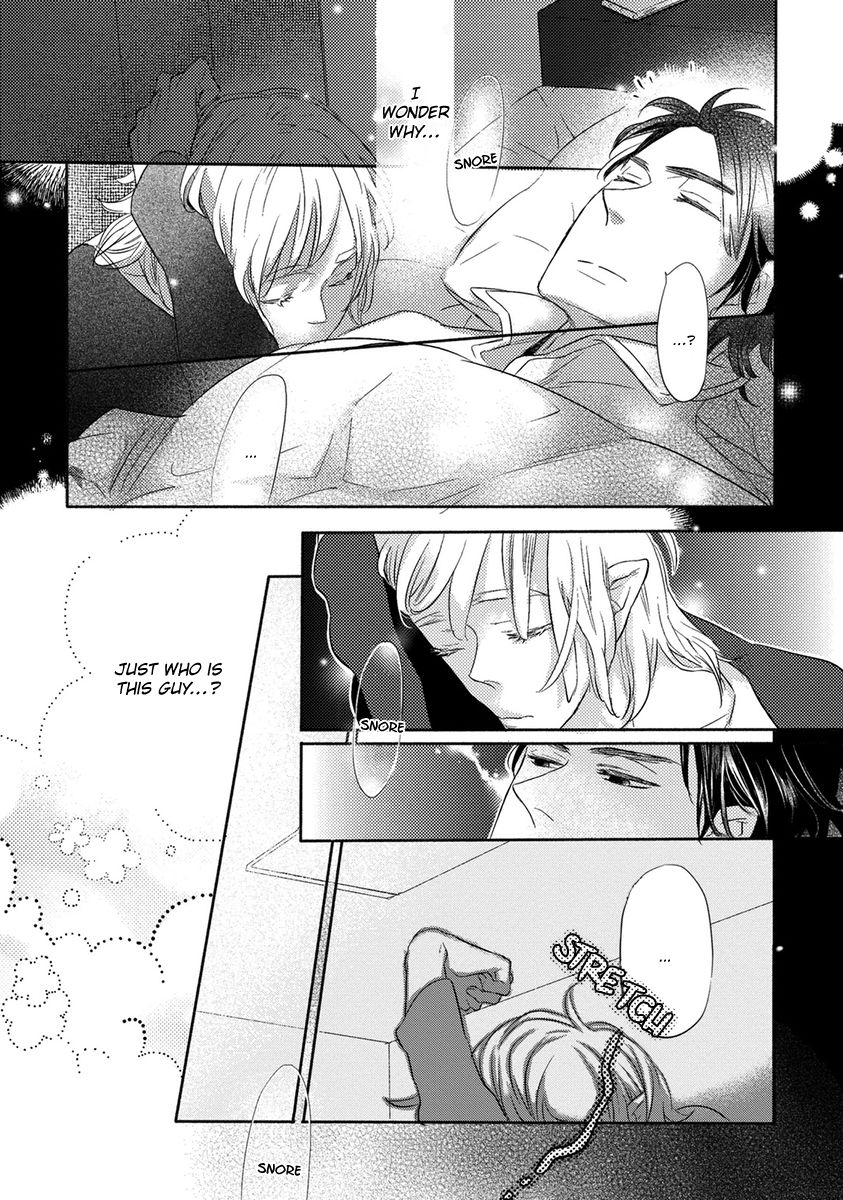 I
WONDER
WHY...
SNORE
...?
...
JUST WHO IS
THIS GUY...?
SNORE
...
STRETCH
SNORE